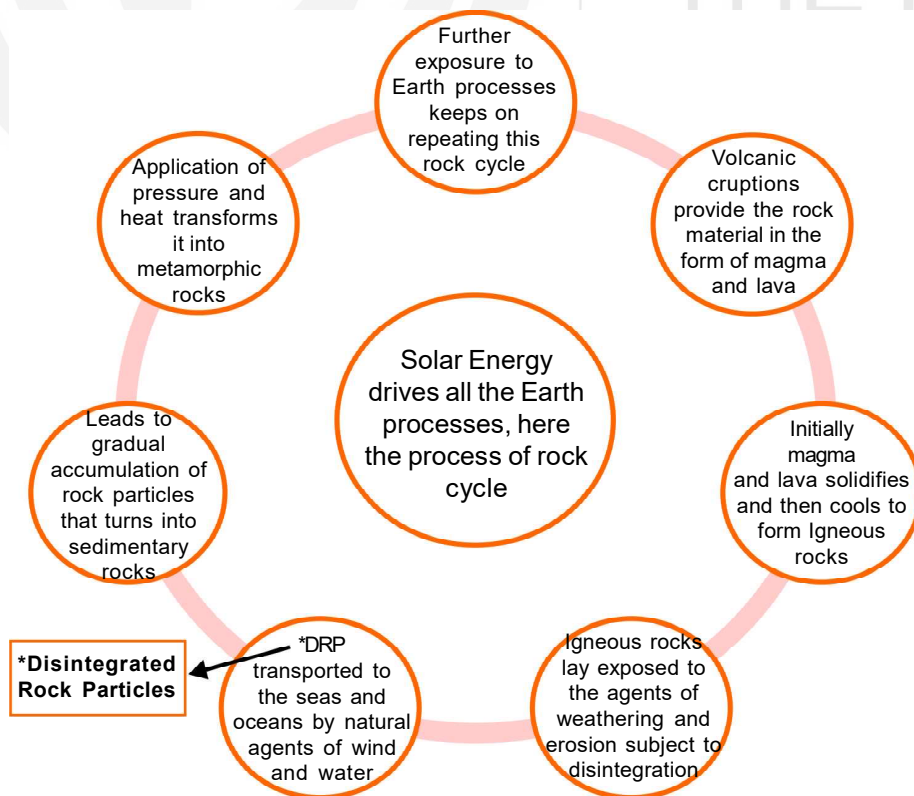 Further
exposure to
Earth processes
keeps on
repeating this
rock cycle
Volcanic
cruptions
provide the rock
material in the
form of magma
and lava
Initially
magma
and lava solidifies
and then cools to
form Igneous
rocks
Igneous rocks
lay exposed to
the agents of
weathering and
erosion subject to
disintegration
*DRP
transported to
the seas and
oceans by natural
agents of wind
and water
*Disintegrated
Rock Particles
Leads to
gradual
accumulation of
rock particles
that turns into
sedimentary
rocks
Application of
pressure and
heat transforms
it into
metamorphic
rocks
Solar Energy
drives all the Earth
processes, here
the process of rock
cycle